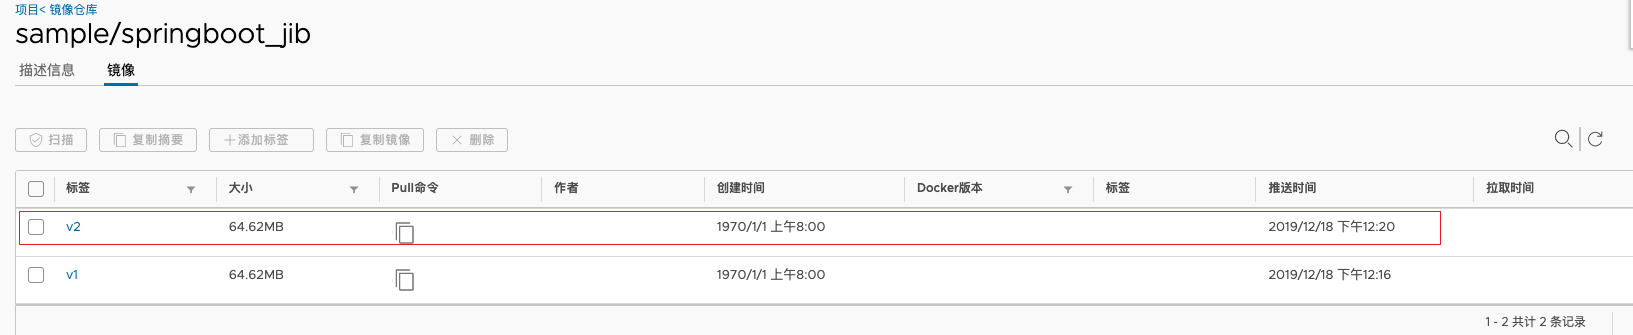 项目< 镜像仓库
sample/springboot_jib
描述信息 镜像
扫描 复制摘要 +添加标签 复制镜像 × 删除
标签 大小 Pull命令 作者 创建时间 Docker版本 标签 推送时间 拉取时间
v2 64.62MB 1970/1/1 上午8:00 2019/12/18 下午12:20
v1 64.62MB 1970/1/1 上午8:00 2019/12/18 下午12:16
1 - 2 共计 2 条记录